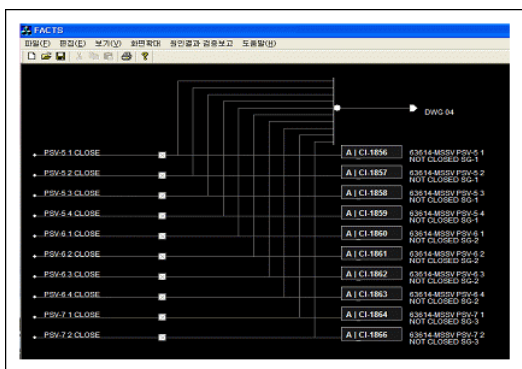 FACTS
파일(F) 편집(E) 보기(V) 화면확대 원인결과 검증보고 도움말(H)
DWG 04
PSV-5 1 CLOSE A | CI-1856 63614-MSSV PSV-5 1
NOT CLOSED SG-1
PSV-5 2 CLOSE A | CI-1857 63614-MSSV PSV-5 2
NOT CLOSED SG-1
PSV-5 3 CLOSE A | CI-1858 63614-MSSV PSV-5 3
NOT CLOSED SG-1
PSV-5 4 CLOSE A | CI-1859 63614-MSSV PSV-5 4
NOT CLOSED SG-1
PSV-6 1 CLOSE A | CI-1860 63614-MSSV PSV-6 1
NOT CLOSED SG-2
PSV-6 2 CLOSE A | CI-1861 63614-MSSV PSV-6 2
NOT CLOSED SG-2
PSV-6 3 CLOSE A | CI-1862 63614-MSSV PSV-6 3
NOT CLOSED SG-2
PSV-6 4 CLOSE A | CI-1863 63614-MSSV PSV-6 4
NOT CLOSED SG-2
PSV-7 1 CLOSE A | CI-1864 63614-MSSV PSV-7 1
NOT CLOSED SG-3
PSV-7 2 CLOSE A | CI-1866 63614-MSSV PSV-7 2
NOT CLOSED SG-3